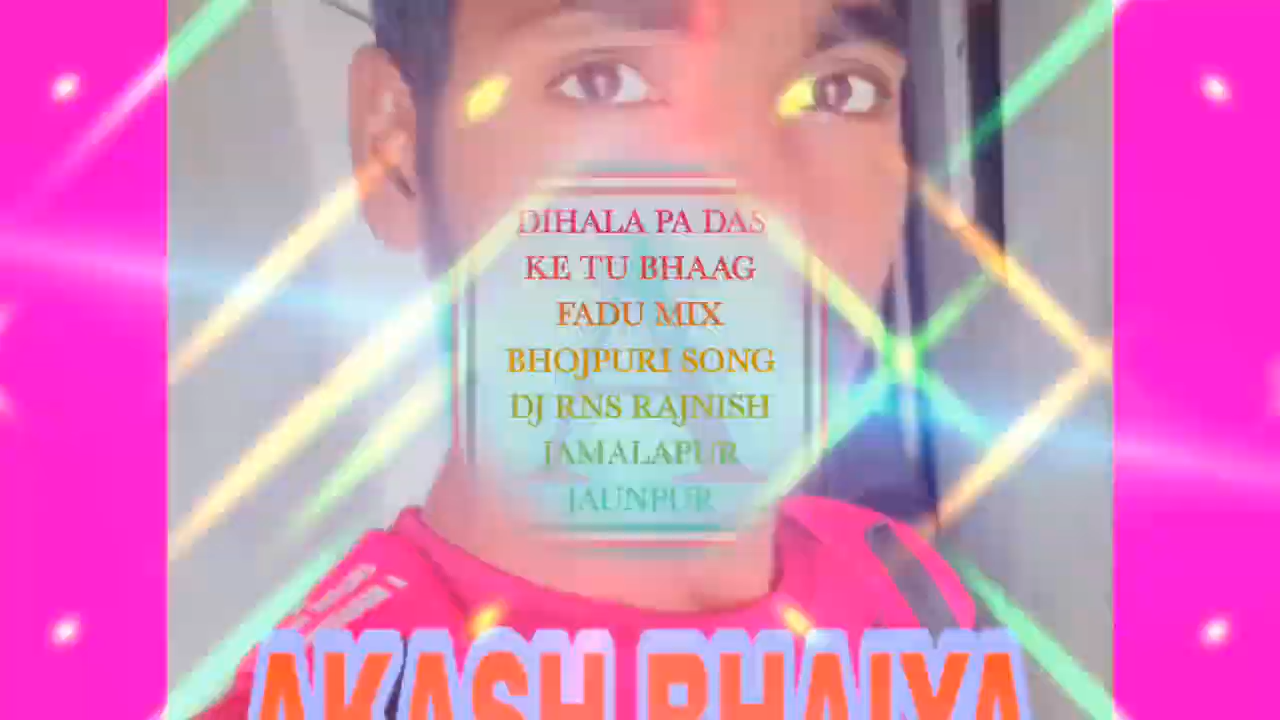 DIHALA PA DAS
KE TU BHAAG
FADU MIX
BHOJPURI SONG
DJ RNS RAJNISH
JAMALAPUR
JAUNPUR
AKASH BHAIYA